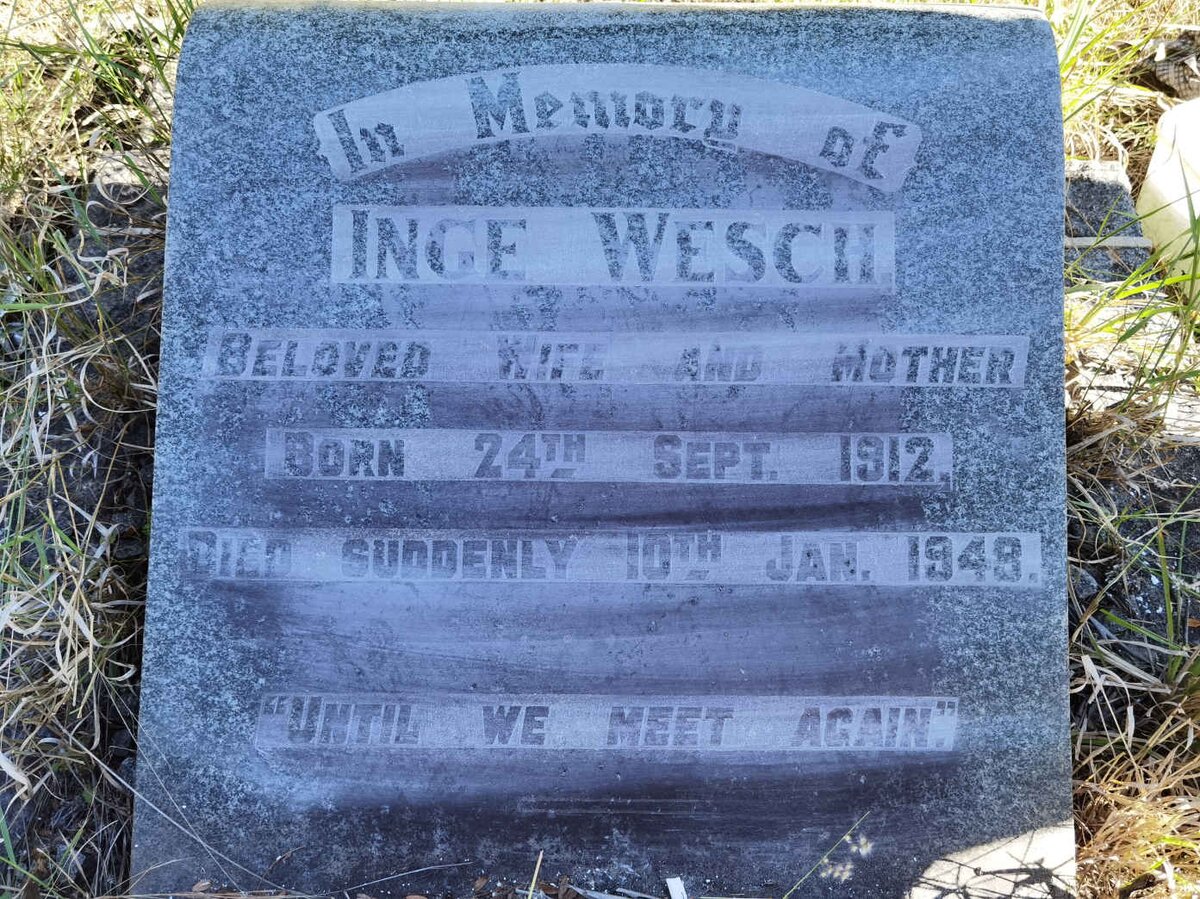 In Memory of
INGE WESCH.
BELOVED WIFE AND MOTHER
BORN 24TH SEPT. 1912.
DIED SUDDENLY 10TH JAN. 1948.
"UNTIL WE MEET AGAIN."